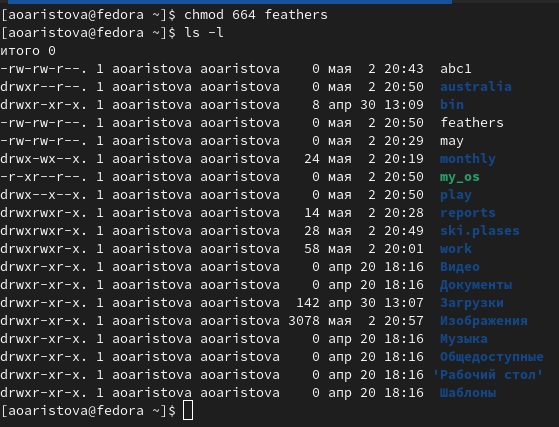 [aoaristova@fedora ~]$ chmod 664 feathers
[aoaristova@fedora ~]$ ls -l
итого 0
-rw-rw-r--. 1 aoaristova aoaristova    0 мая  2 20:43  abc1
drwxr--r--. 1 aoaristova aoaristova    0 мая  2 20:50  australia
drwxr-xr-x. 1 aoaristova aoaristova    8 апр 30 13:09  bin
-rw-rw-r--. 1 aoaristova aoaristova    0 мая  2 20:50  feathers
-rw-rw-r--. 1 aoaristova aoaristova    0 мая  2 20:29  may
drwx-wx--x. 1 aoaristova aoaristova   24 мая  2 20:19  monthly
-r-xr--r--. 1 aoaristova aoaristova    0 мая  2 20:50  my_os
drwx--x--x. 1 aoaristova aoaristova    0 мая  2 20:50  play
drwxrwxr-x. 1 aoaristova aoaristova   14 мая  2 20:28  reports
drwxrwxr-x. 1 aoaristova aoaristova   28 мая  2 20:49  ski.plases
drwxrwxr-x. 1 aoaristova aoaristova   58 мая  2 20:01  work
drwxr-xr-x. 1 aoaristova aoaristova    0 апр 20 18:16  Видео
drwxr-xr-x. 1 aoaristova aoaristova    0 апр 20 18:16  Документы
drwxr-xr-x. 1 aoaristova aoaristova  142 апр 30 13:07  Загрузки
drwxr-xr-x. 1 aoaristova aoaristova 3078 мая  2 20:57  Изображения
drwxr-xr-x. 1 aoaristova aoaristova    0 апр 20 18:16  Музыка
drwxr-xr-x. 1 aoaristova aoaristova    0 апр 20 18:16  Общедоступные
drwxr-xr-x. 1 aoaristova aoaristova    0 апр 20 18:16 'Рабочий стол'
drwxr-xr-x. 1 aoaristova aoaristova    0 апр 20 18:16  Шаблоны
[aoaristova@fedora ~]$